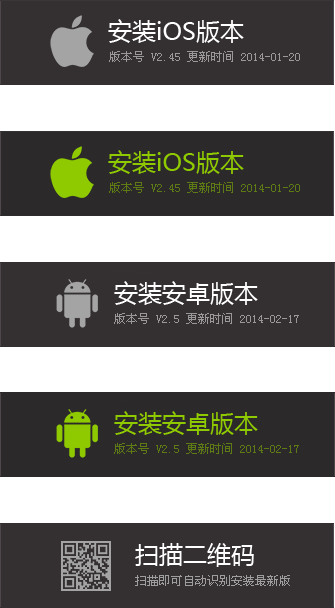 安装iOS版本
版本号 V2.45 更新时间 2014-01-20
安装iOS版本
版本号 V2.45 更新时间 2014-01-20
安装安卓版本
版本号 V2.5 更新时间 2014-02-17
安装安卓版本
版本号 V2.5 更新时间 2014-02-17
扫描二维码
扫描即可自动识别安装最新版